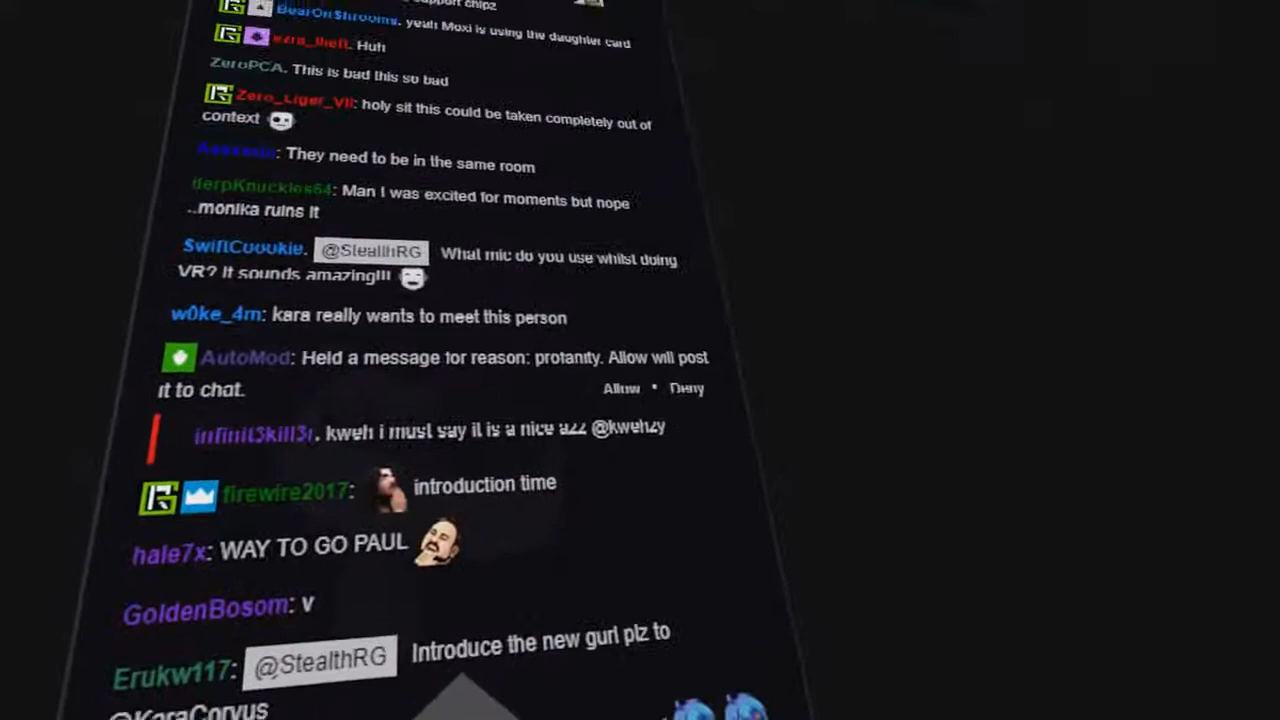 support chipz
BearOnShrooms: yeah Moxi is using the daughter card
ezra_theft: Huh
ZeroPCA: This is bad this so bad
Zero_Liger_VII: holy sit this could be taken completely out of
context
: They need to be in the same room
derpKnuckles64: Man I was excited for moments but nope
..monika ruins it
SwiftCoookie: @StealthRG What mic do you use whilst doing
VR? It sounds amazing!!!
w0ke_4m: kara really wants to meet this person
AutoMod: Held a message for reason: profanity. Allow will post
it to chat. Allow • Deny
infinit3kill3r: kweh i must say it is a nice azz @kwehzy
firewire2017: introduction time
hale7x: WAY TO GO PAUL
GoldenBosom: v
Erukw117: @StealthRG Introduce the new gurl plz to
@KaraCorvus